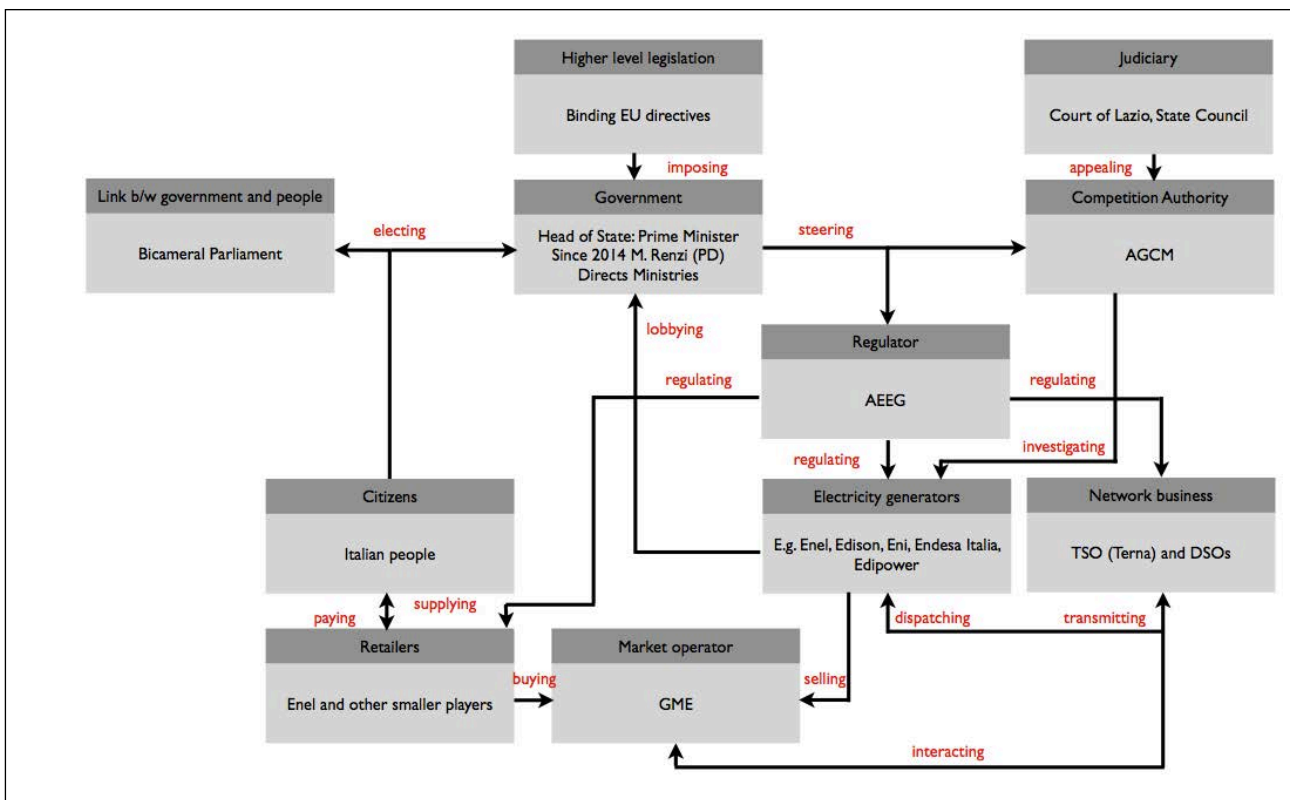 Higher level legislation
Binding EU directives
Judiciary
Court of Lazio, State Council
imposing
appealing
Link b/w government and people
Bicameral Parliament
electing
Government
Head of State: Prime Minister
Since 2014 M. Renzi (PD)
Directs Ministries
steering
Competition Authority
AGCM
lobbying
Regulator
AEEG
regulating
regulating
regulating
investigating
Citizens
Italian people
Electricity generators
E.g. Enel, Edison, Eni, Endesa Italia,
Edipower
Network business
TSO (Terna) and DSOs
paying
supplying
dispatching
transmitting
Retailers
Enel and other smaller players
buying
Market operator
GME
selling
interacting